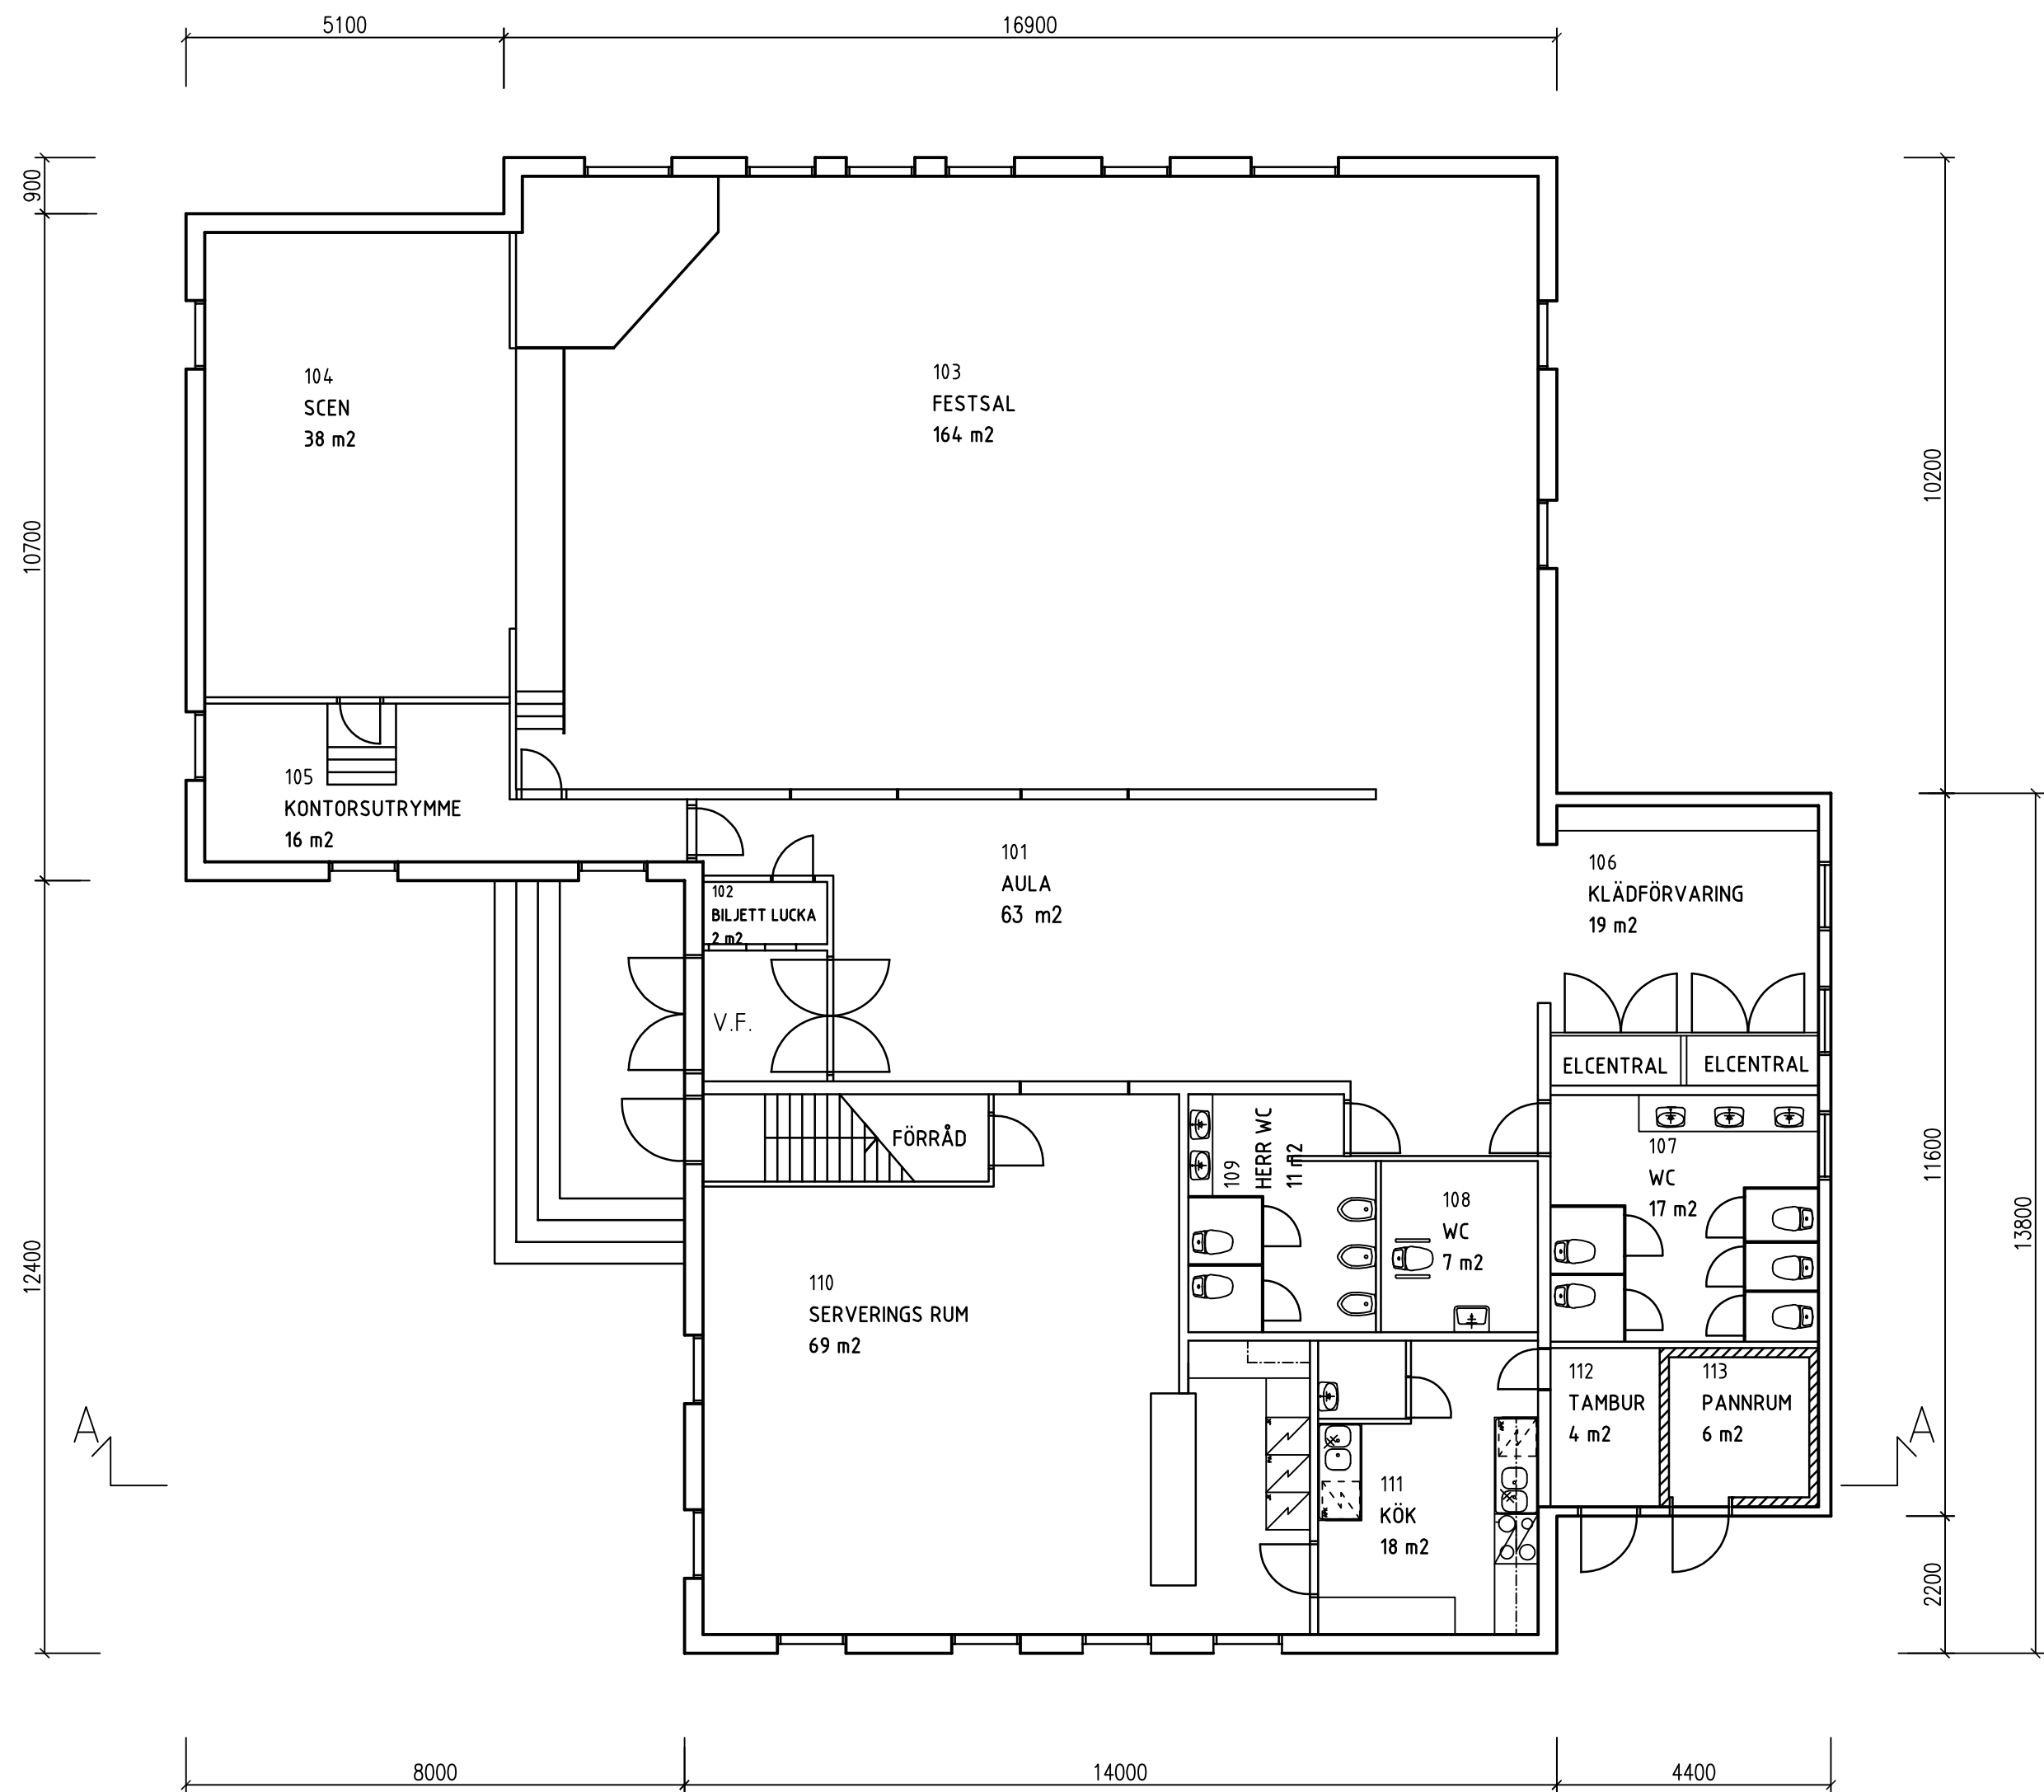 5100
16900
900
10700
12400
10200
11600
13800
2200
104
SCEN
38 m2
103
FESTSAL
164 m2
105
KONTORSUTRYMME
16 m2
101
AULA
63 m2
102
BILJETT LUCKA
2 m2
106
KLÄDFÖRVARING
19 m2
V.F.
ELCENTRAL
ELCENTRAL
FÖRRÅD
109
HERR WC
11 m2
107
WC
17 m2
108
WC
7 m2
110
SERVERINGS RUM
69 m2
112
TAMBUR
4 m2
113
PANNRUM
6 m2
A
A
111
KÖK
18 m2
8000
14000
4400